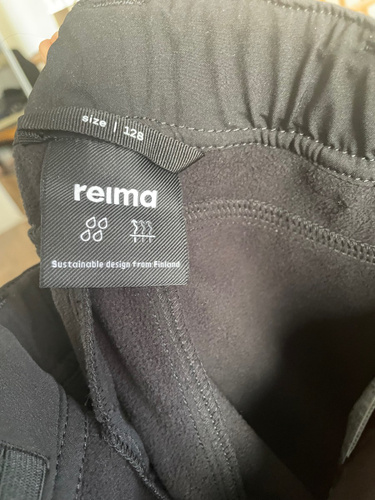 size | 128
reima
Sustainable design from Finland